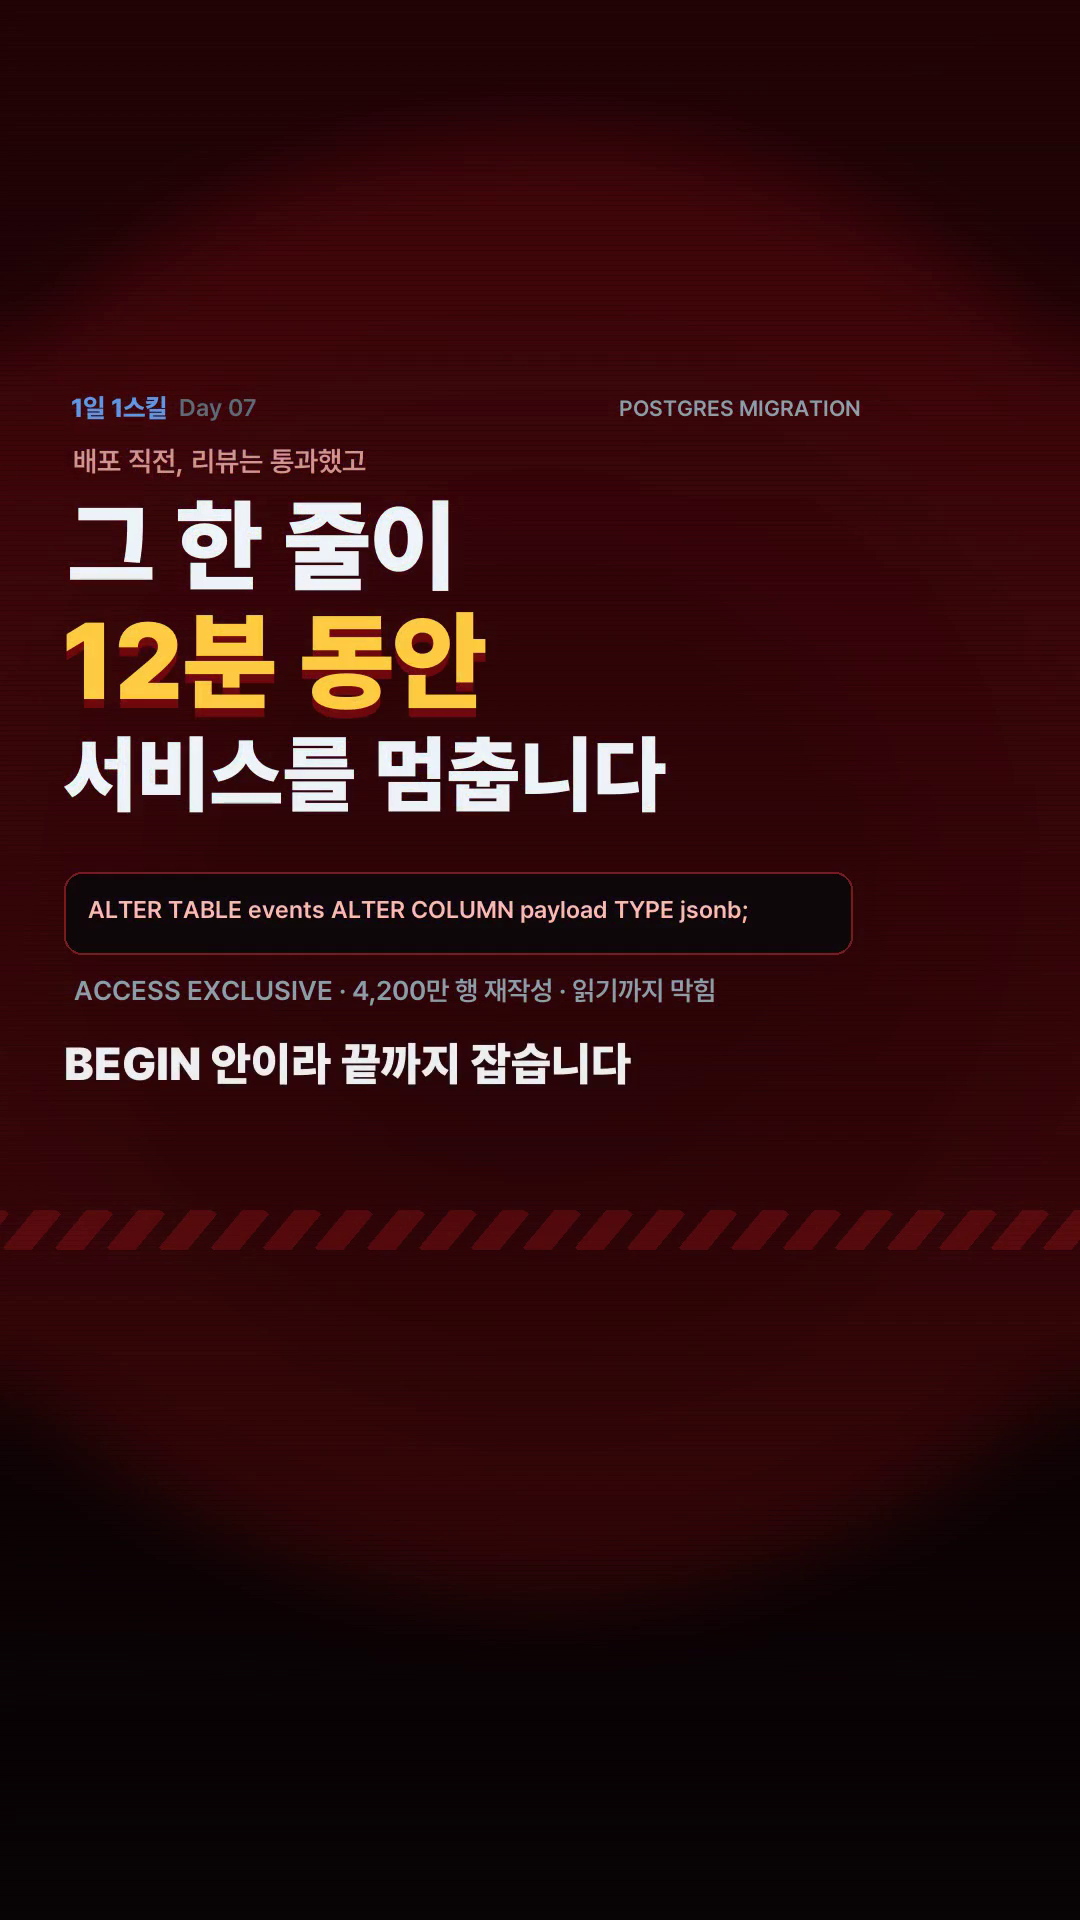 1일 1스킬 Day 07 POSTGRES MIGRATION
배포 직전, 리뷰는 통과했고
그 한 줄이
12분 동안
서비스를 멈춥니다
ALTER TABLE events ALTER COLUMN payload TYPE jsonb;
ACCESS EXCLUSIVE · 4,200만 행 재작성 · 읽기까지 막힘
BEGIN 안이라 끝까지 잡습니다